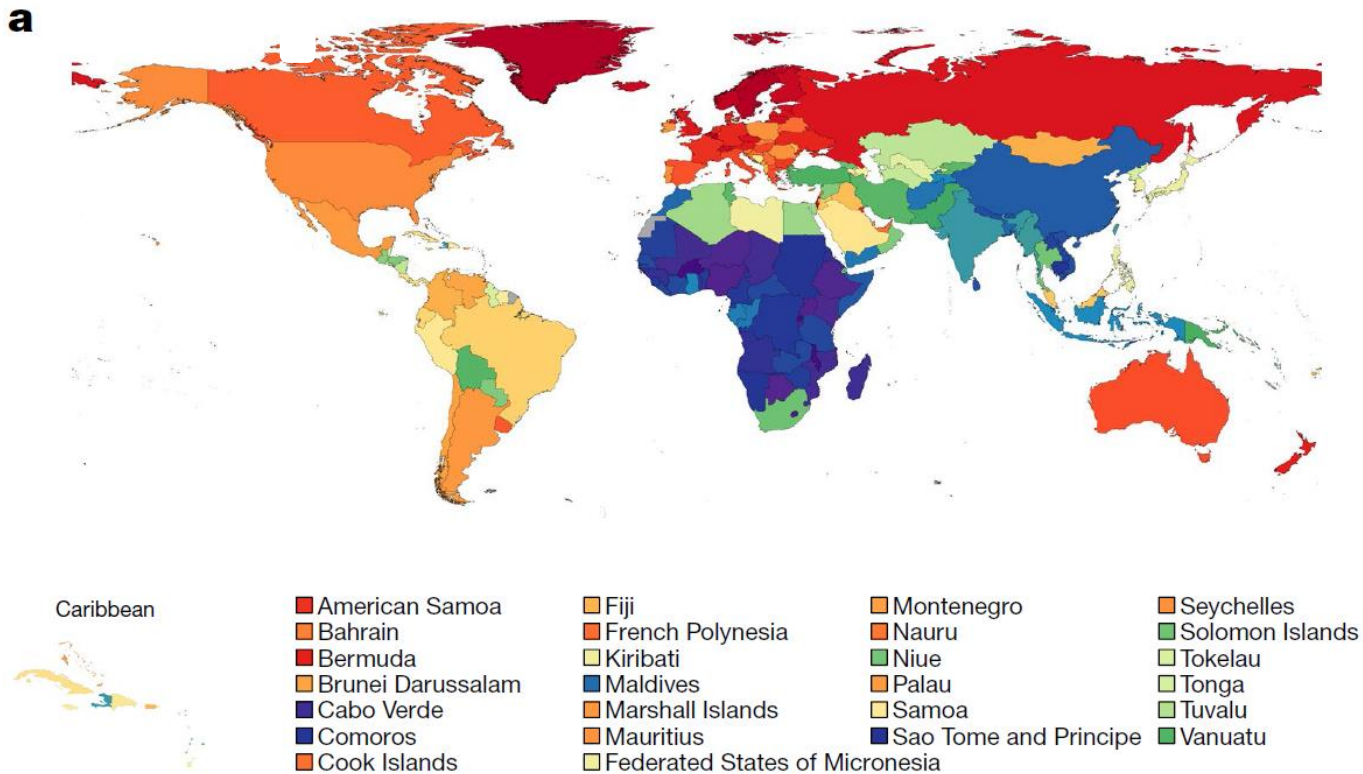 a
Caribbean
American Samoa
Bahrain
Bermuda
Brunei Darussalam
Cabo Verde
Comoros
Cook Islands
Fiji
French Polynesia
Kiribati
Maldives
Marshall Islands
Mauritius
Federated States of Micronesia
Montenegro
Nauru
Niue
Palau
Samoa
Sao Tome and Principe
Seychelles
Solomon Islands
Tokelau
Tonga
Tuvalu
Vanuatu